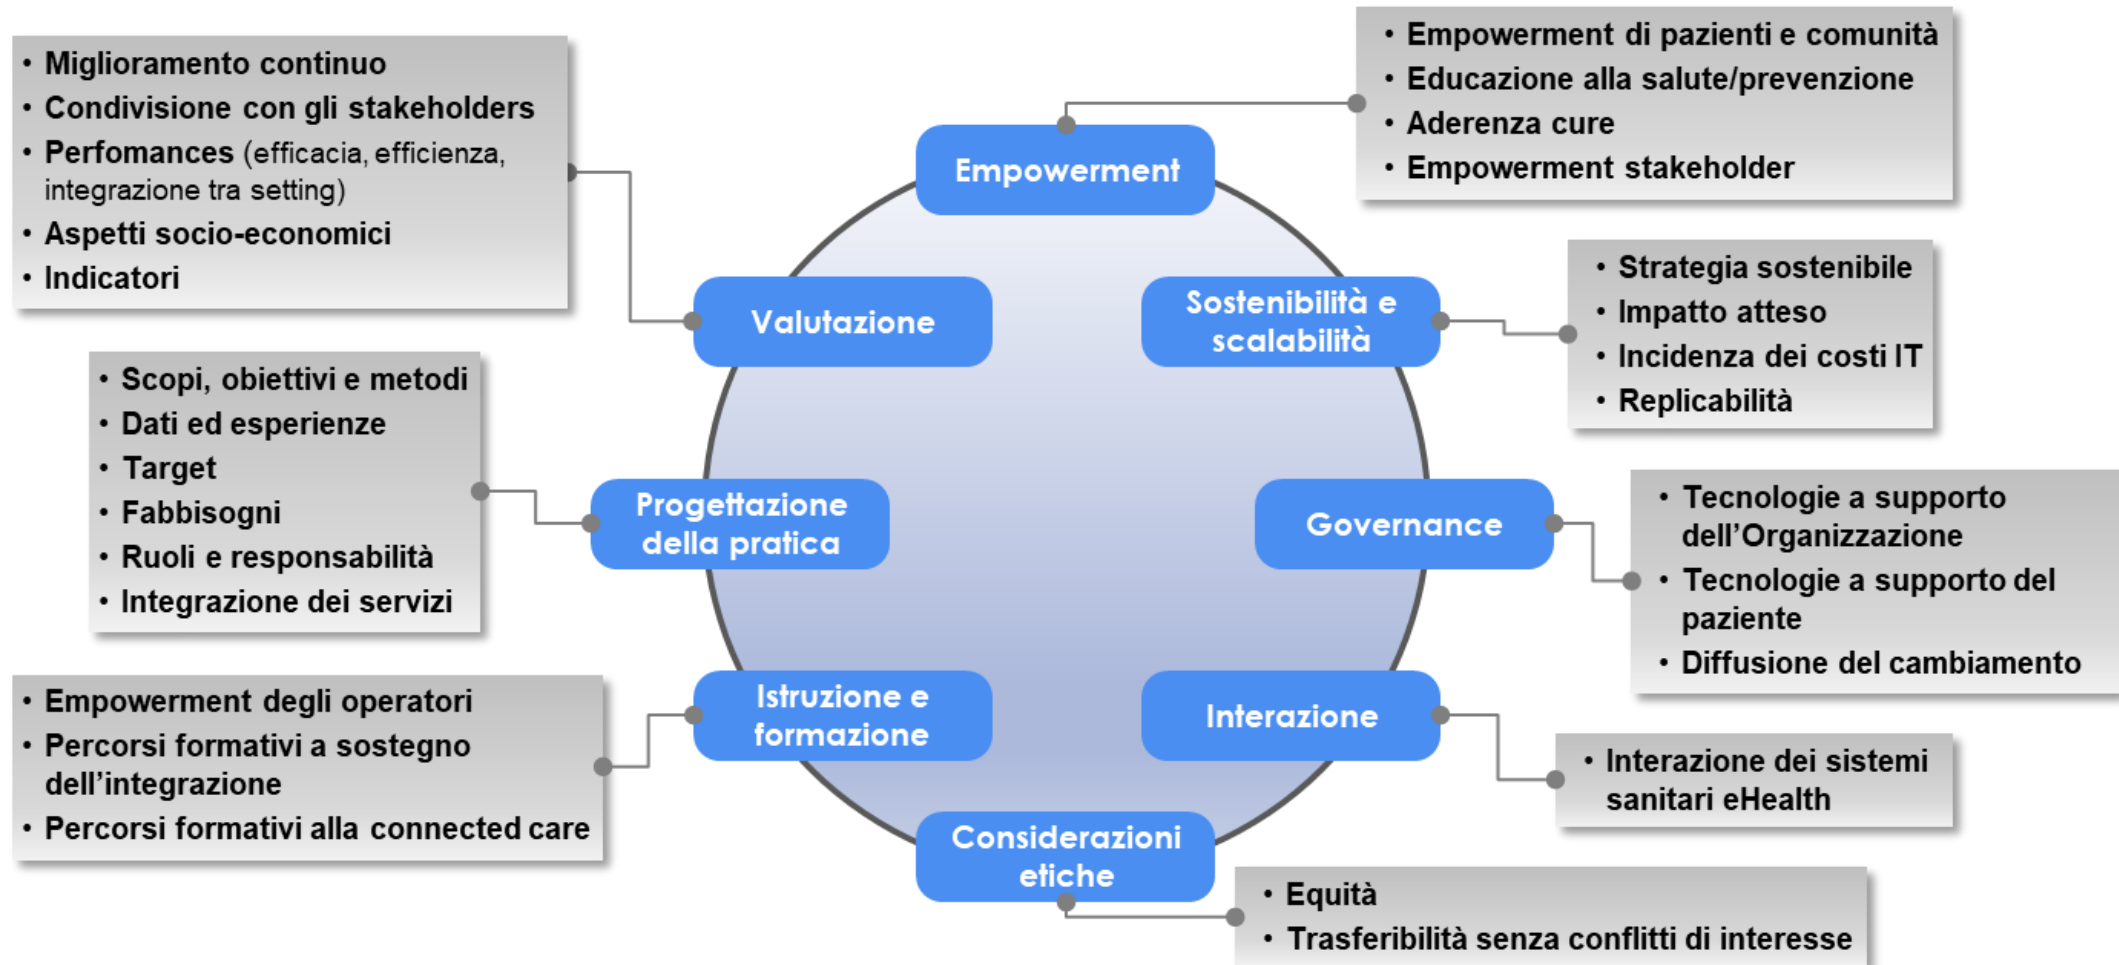 • Miglioramento continuo
• Condivisione con gli stakeholders
• Perfomances (efficacia, efficienza,
integrazione tra setting)
• Aspetti socio-economici
• Indicatori
• Empowerment di pazienti e comunità
• Educazione alla salute/prevenzione
• Aderenza cure
• Empowerment stakeholder
Empowerment
Valutazione
Sostenibilità e
scalabilità
• Strategia sostenibile
• Impatto atteso
• Incidenza dei costi IT
• Replicabilità
• Scopi, obiettivi e metodi
• Dati ed esperienze
• Target
• Fabbisogni
• Ruoli e responsabilità
• Integrazione dei servizi
Progettazione
della pratica
Governance
• Tecnologie a supporto
dell’Organizzazione
• Tecnologie a supporto del
paziente
• Diffusione del cambiamento
• Empowerment degli operatori
• Percorsi formativi a sostegno
dell’integrazione
• Percorsi formativi alla connected care
Istruzione e
formazione
Interazione
• Interazione dei sistemi
sanitari eHealth
Considerazioni
etiche
• Equità
• Trasferibilità senza conflitti di interesse